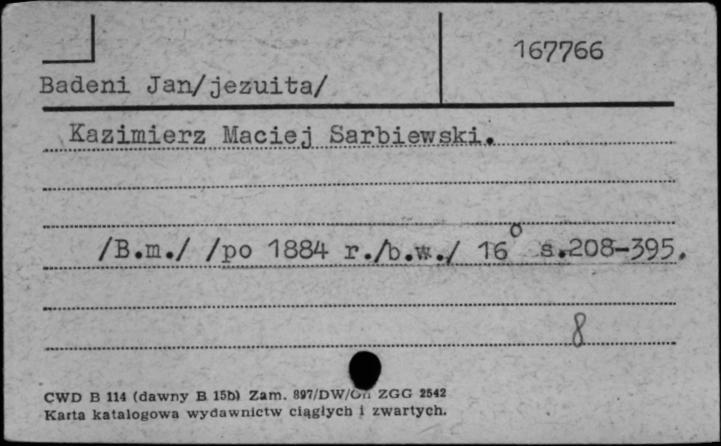 167766
Badeni Jan/jezuita/
Kazimierz Maciej Sarbiewski.
/B.m./ /po 1884 r./b.w./ 16° s.208-395.
8
CWD B 114 (dawny B 15b) Zam. 897/DW/On ZGG 2542
Karta katalogowa wydawnictw ciągłych i zwartych.